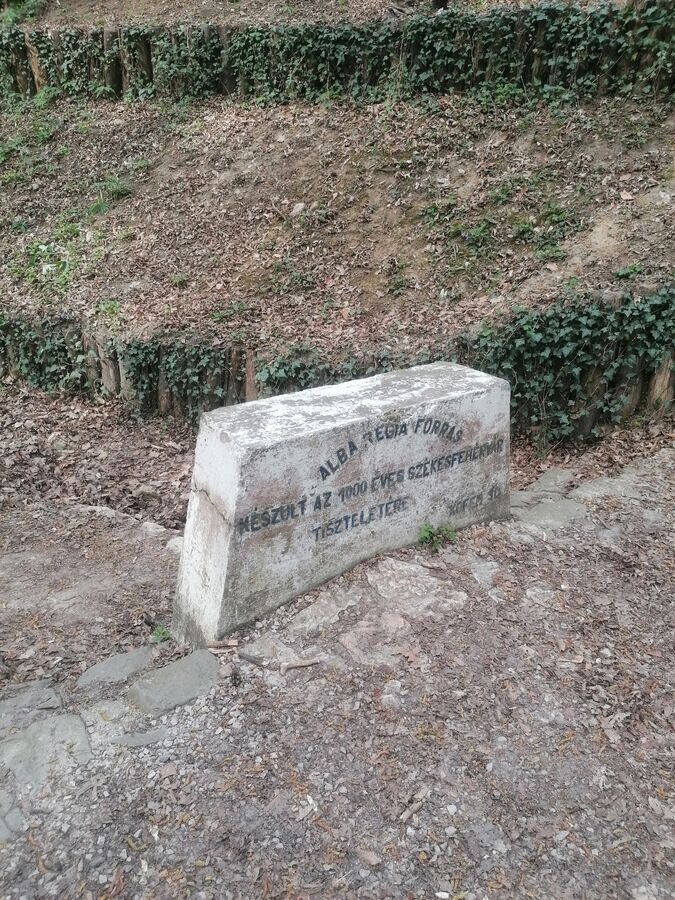 ALBA REGIA FORRÁS
KÉSZÜLT AZ 1000 ÉVES SZÉKESFEHÉRVÁR
TISZTELETÉRE